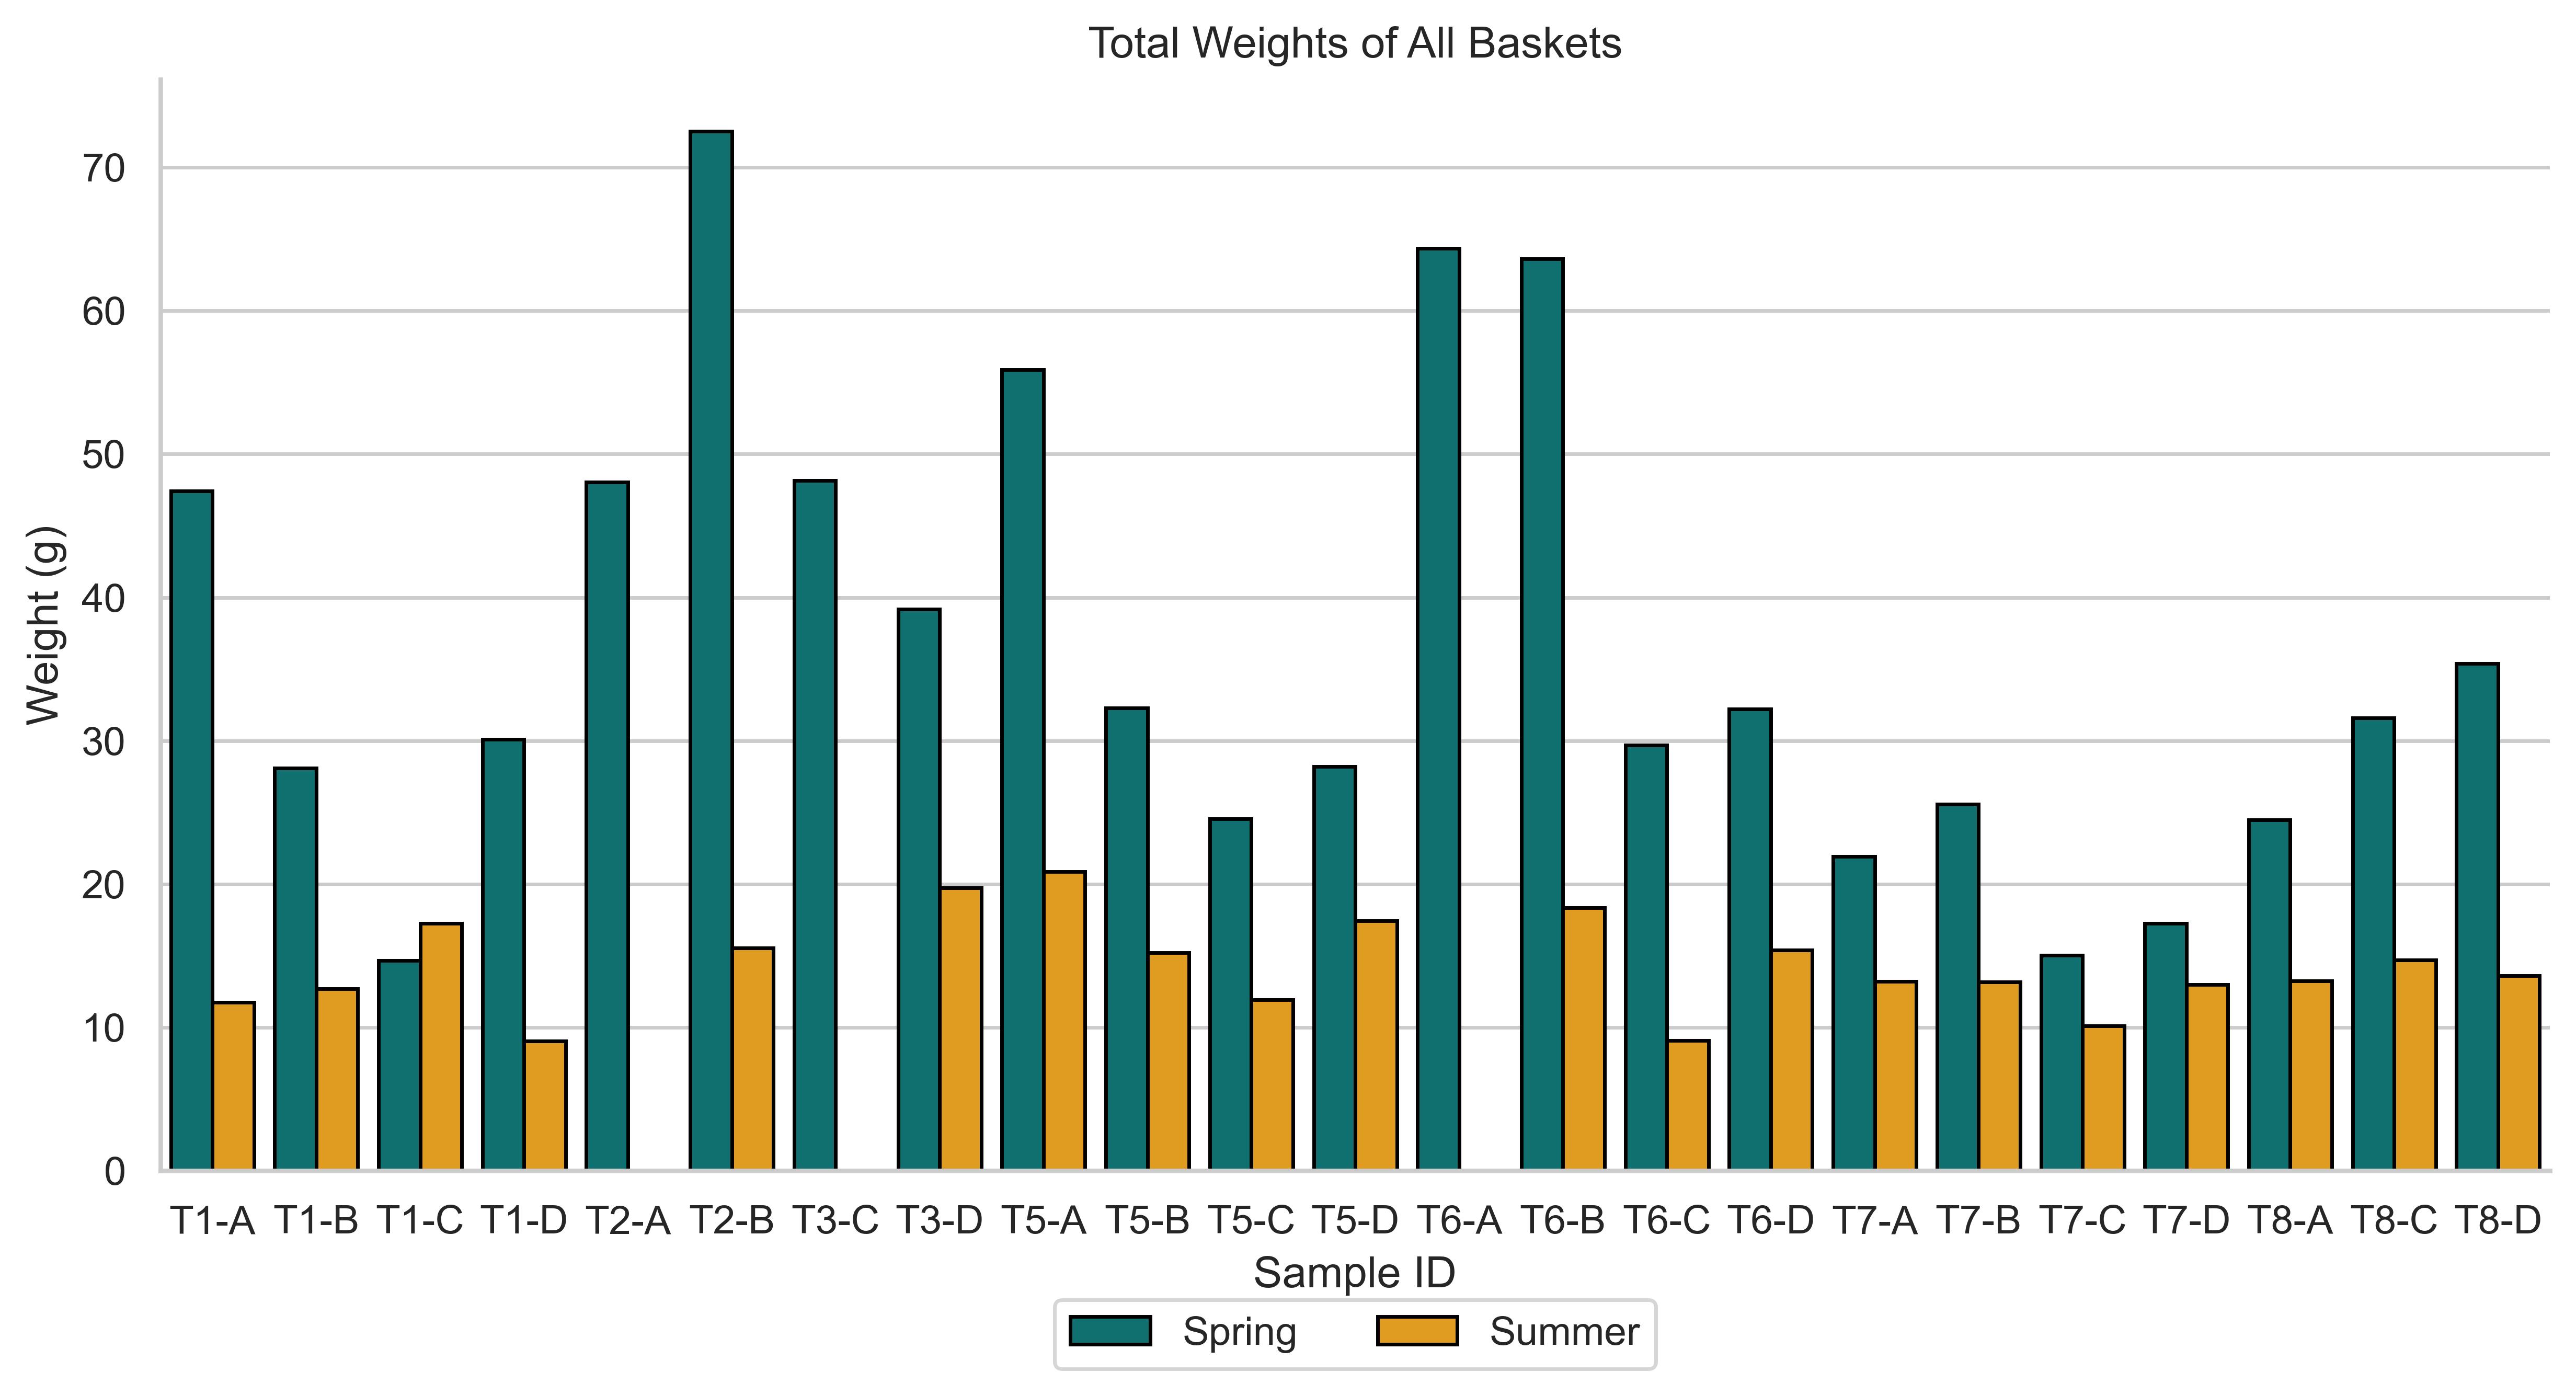 Total Weights of All Baskets
Weight (g)
70
60
50
40
30
20
10
0
T1-A T1-B T1-C T1-D T2-A T2-B T3-C T3-D T5-A T5-B T5-C T5-D T6-A T6-B T6-C T6-D T7-A T7-B T7-C T7-D T8-A T8-C T8-D
Sample ID
Spring Summer